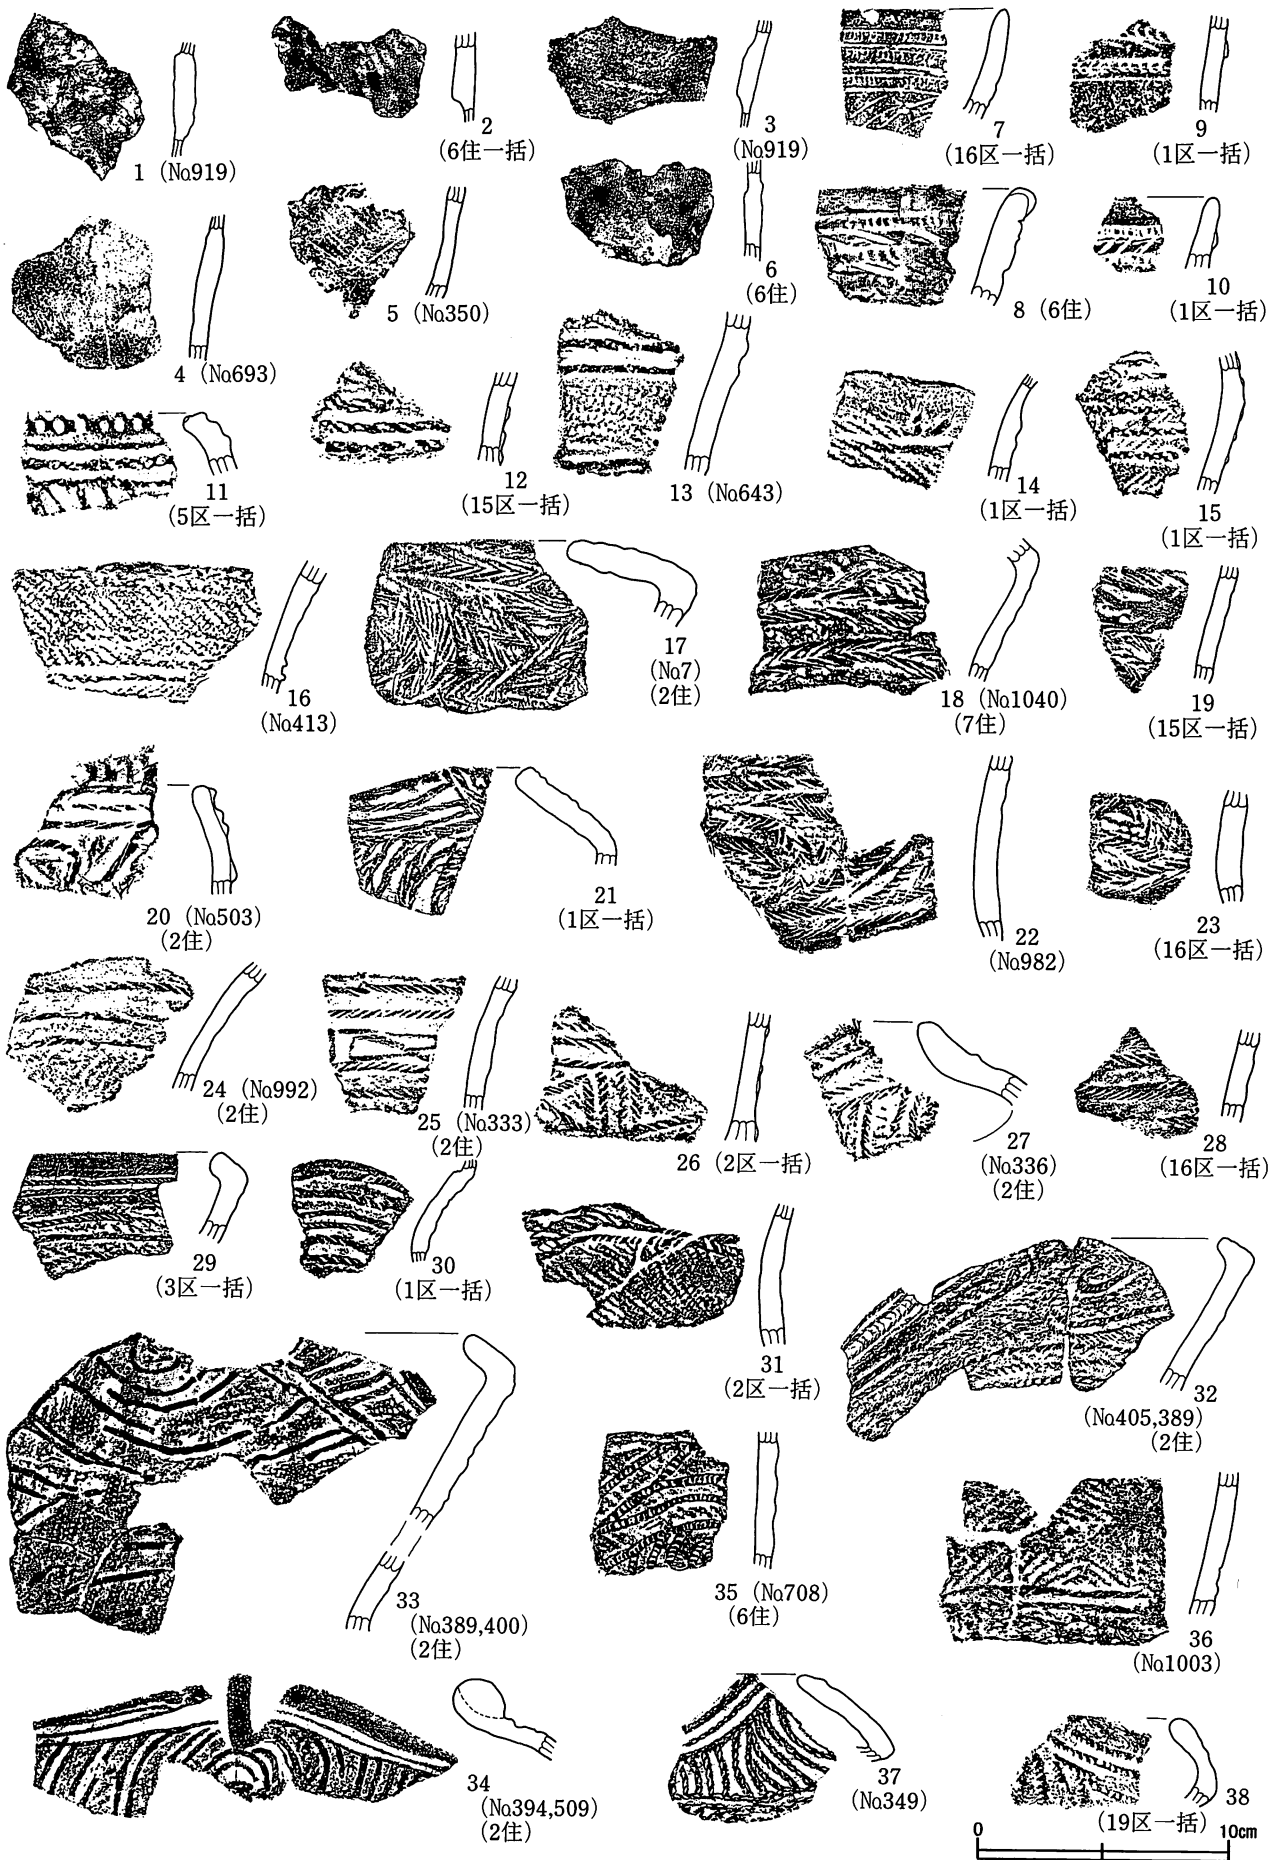 1 (№919)
2
(6住一括)
3
(№919)
7
(16区一括)
9
(1区一括)
4 (№693)
5 (№350)
6
(6住)
8 (6住)
10
(1区一括)
11
(5区一括)
12
(15区一括)
13 (№643)
14
(1区一括)
15
(1区一括)
16
(№413)
17
(№7)
(2住)
18 (№1040)
(7住)
19
(15区一括)
20 (№503)
(2住)
21
(1区一括)
22
(№982)
23
(16区一括)
24 (№992)
(2住)
25 (№333)
(2住)
26 (2区一括)
27
(№336)
(2住)
28
(16区一括)
29
(3区一括)
30
(1区一括)
31
(2区一括)
32
(№405,389)
(2住)
33
(№389,400)
(2住)
35 (№708)
(6住)
36
(№1003)
34
(№394,509)
(2住)
37
(№349)
38
(19区一括)
0 10cm